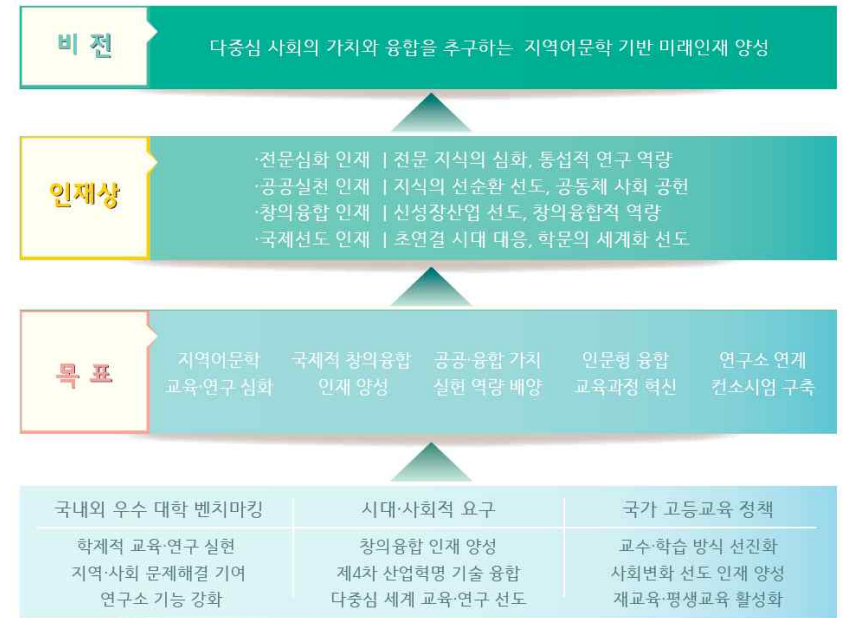 비 전
다중심 사회의 가치와 융합을 추구하는 지역어문학 기반 미래인재 양성
인재상
·전문심화 인재 | 전문 지식의 심화, 통섭적 연구 역량
·공공실천 인재 | 지식의 선순환 선도, 공동체 사회 공헌
·창의융합 인재 | 신성장산업 선도, 창의융합적 역량
·국제선도 인재 | 초연결 시대 대응, 학문의 세계화 선도
목 표
지역어문학
교육·연구 심화
국제적 창의융합
인재 양성
공공·융합 가치
실현 역량 배양
인문형 융합
교육과정 혁신
연구소 연계
컨소시엄 구축
국내외 우수 대학 벤치마킹
학제적 교육·연구 실현
지역·사회 문제해결 기여
연구소 기능 강화
시대·사회적 요구
창의융합 인재 양성
제4차 산업혁명 기술 융합
다중심 세계 교육·연구 선도
국가 고등교육 정책
교수·학습 방식 선진화
사회변화 선도 인재 양성
재교육·평생교육 활성화